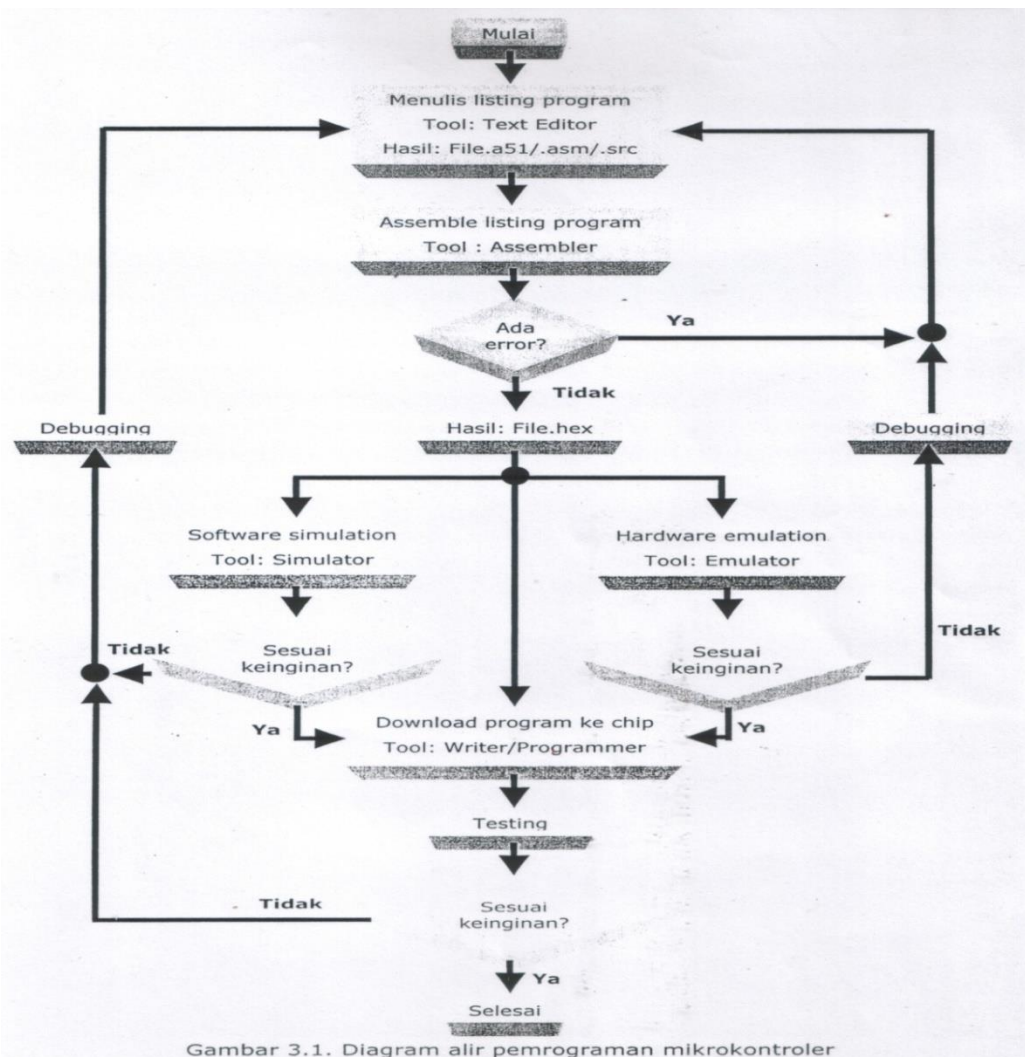 Mulai
Menulis listing program
Tool: Text Editor
Hasil: File.a51/.asm/.src
Assemble listing program
Tool : Assembler
Ada
error?
Ya
Tidak
Debugging
Hasil: File.hex
Debugging
Software simulation
Tool: Simulator
Hardware emulation
Tool: Emulator
Tidak
Sesuai
keinginan?
Sesuai
keinginan?
Tidak
Ya
Download program ke chip
Tool: Writer/Programmer
Ya
Testing
Tidak
Sesuai
keinginan?
Ya
Selesai
Gambar 3.1. Diagram alir pemrograman mikrokontroler